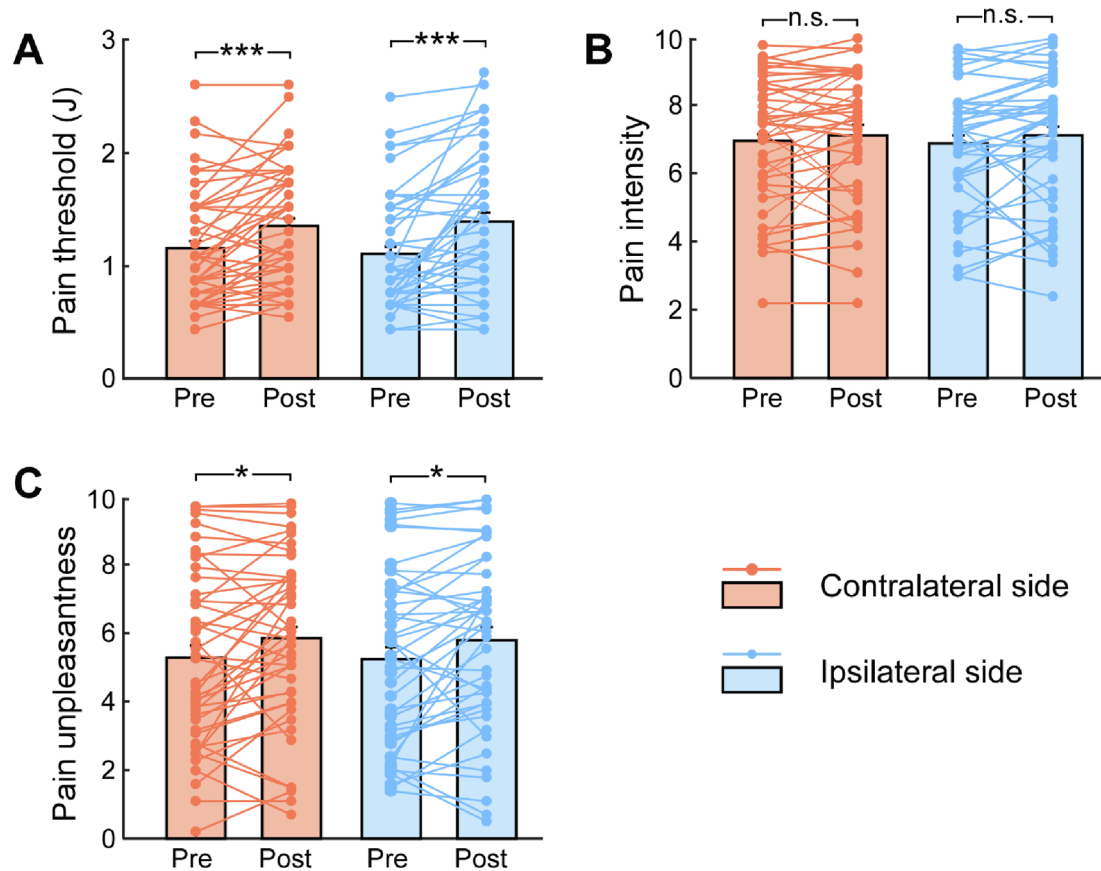 A
Pain threshold (J)
3
2
1
0
***
***
Pre
Post
Pre
Post
B
Pain intensity
10
8
6
4
2
0
n.s.
n.s.
Pre
Post
Pre
Post
C
Pain unpleasantness
10
8
6
4
2
0
*
*
Pre
Post
Pre
Post
Contralateral side
Ipsilateral side